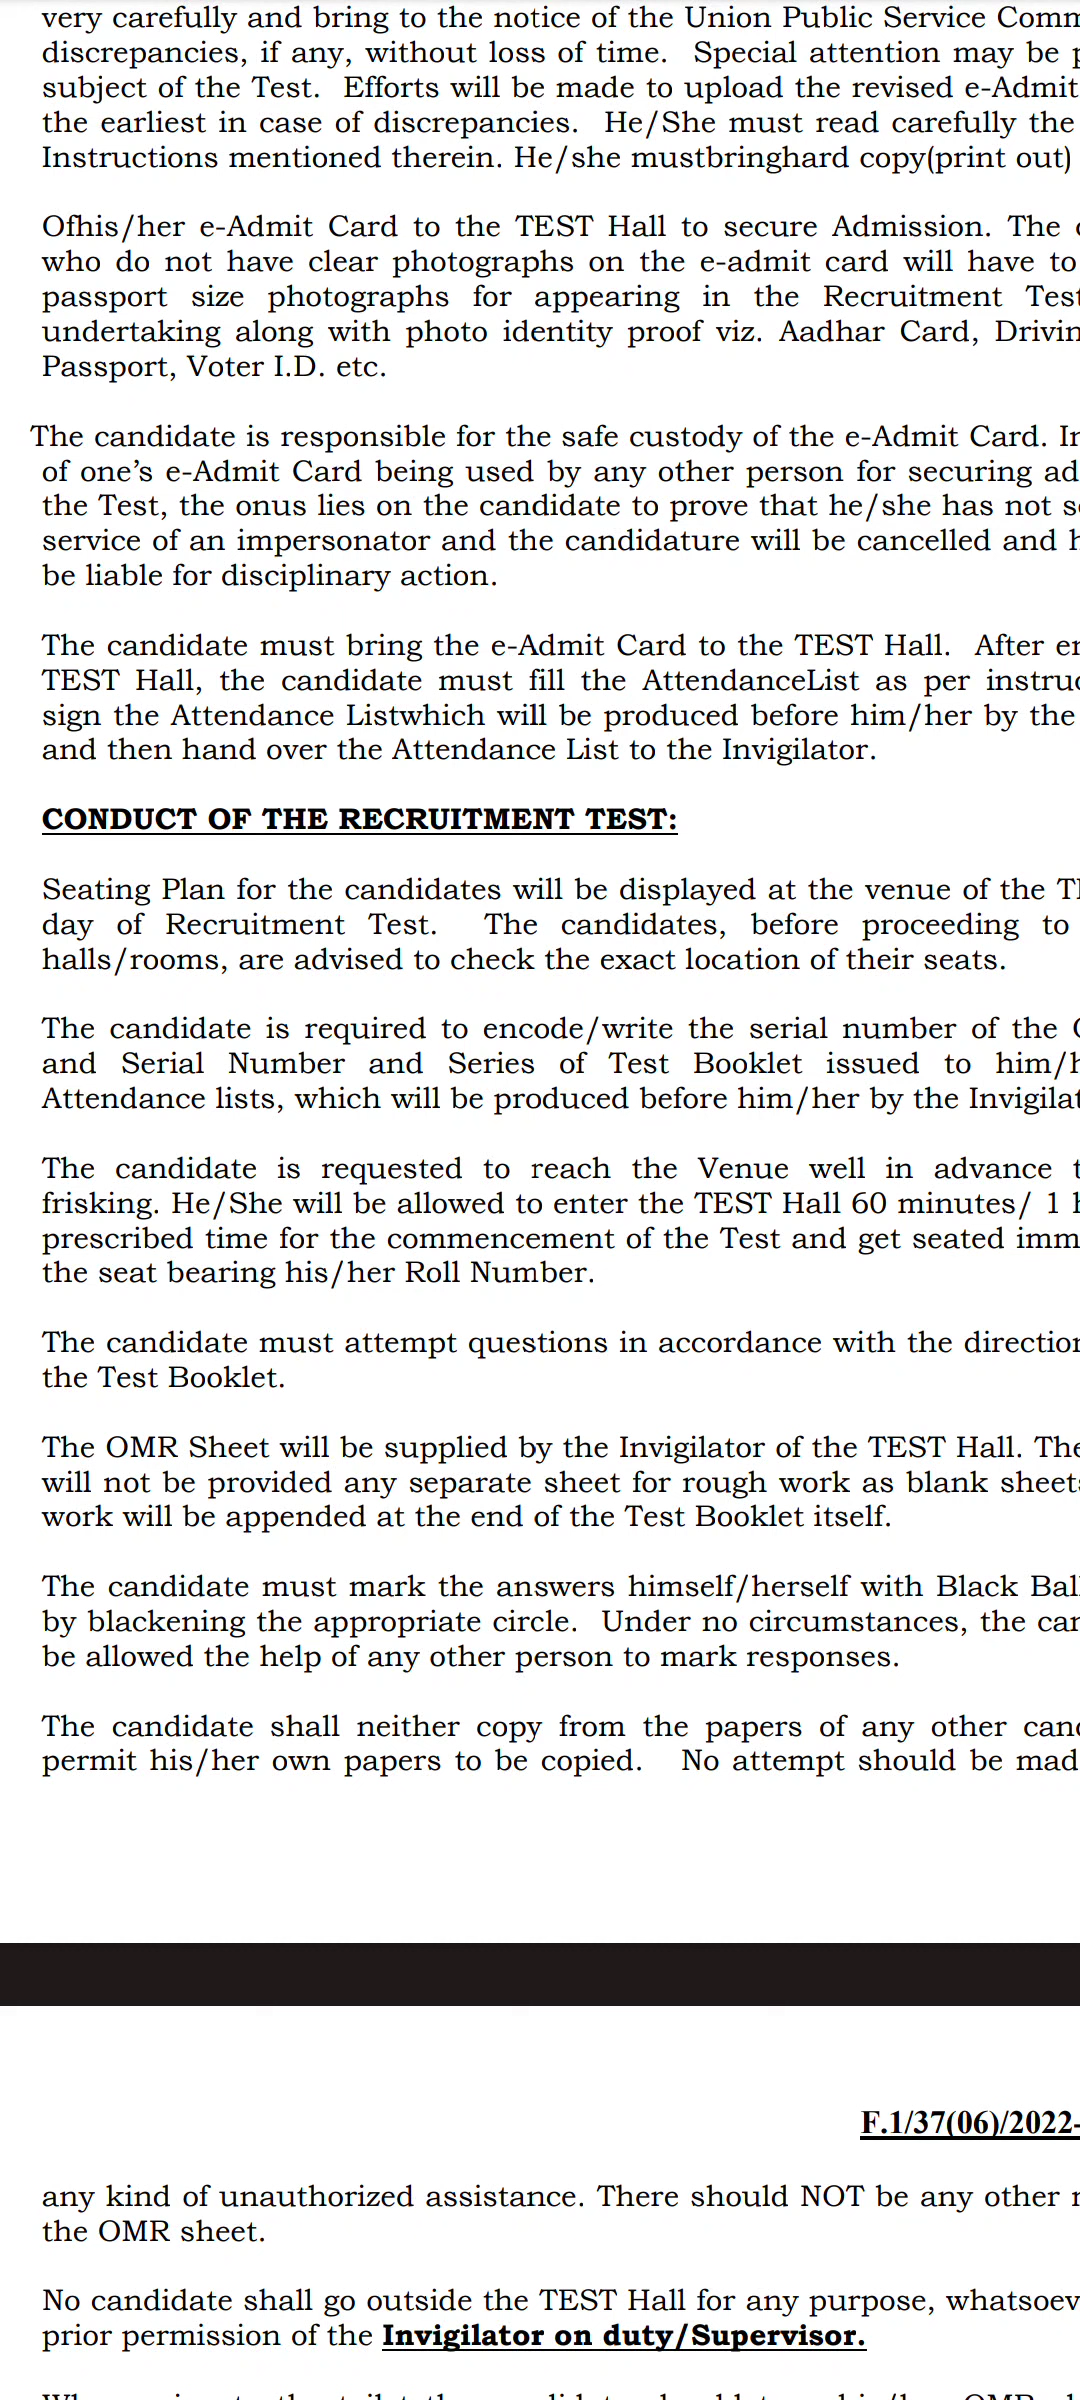 very carefully and bring to the notice of the Union Public Service Comm
discrepancies, if any, without loss of time. Special attention may be p
subject of the Test. Efforts will be made to upload the revised e-Admit
the earliest in case of discrepancies. He/She must read carefully the
Instructions mentioned therein. He/she mustbringhard copy(print out)
Ofhis/her e-Admit Card to the TEST Hall to secure Admission. The
who do not have clear photographs on the e-admit card will have to
passport size photographs for appearing in the Recruitment Test
undertaking along with photo identity proof viz. Aadhar Card, Drivin
Passport, Voter I.D. etc.
The candidate is responsible for the safe custody of the e-Admit Card. In
of one's e-Admit Card being used by any other person for securing ad
the Test, the onus lies on the candidate to prove that he/she has not s
service of an impersonator and the candidature will be cancelled and h
be liable for disciplinary action.
The candidate must bring the e-Admit Card to the TEST Hall. After en
TEST Hall, the candidate must fill the AttendanceList as per instruc
sign the Attendance Listwhich will be produced before him/her by the
and then hand over the Attendance List to the Invigilator.
CONDUCT OF THE RECRUITMENT TEST:
Seating Plan for the candidates will be displayed at the venue of the TE
day of Recruitment Test. The candidates, before proceeding to
halls/rooms, are advised to check the exact location of their seats.
The candidate is required to encode/write the serial number of the
and Serial Number and Series of Test Booklet issued to him/h
Attendance lists, which will be produced before him/her by the Invigilat
The candidate is requested to reach the Venue well in advance t
frisking. He/She will be allowed to enter the TEST Hall 60 minutes/ 1 h
prescribed time for the commencement of the Test and get seated imm
the seat bearing his/her Roll Number.
The candidate must attempt questions in accordance with the direction
the Test Booklet.
The OMR Sheet will be supplied by the Invigilator of the TEST Hall. The
will not be provided any separate sheet for rough work as blank sheets
work will be appended at the end of the Test Booklet itself.
The candidate must mark the answers himself/herself with Black Ball
by blackening the appropriate circle. Under no circumstances, the can
be allowed the help of any other person to mark responses.
The candidate shall neither copy from the papers of any other cand
permit his/her own papers to be copied. No attempt should be mad
F.1/37(06)/2022-
any kind of unauthorized assistance. There should NOT be any other
the OMR sheet.
No candidate shall go outside the TEST Hall for any purpose, whatsoev
prior permission of the Invigilator on duty/Supervisor.